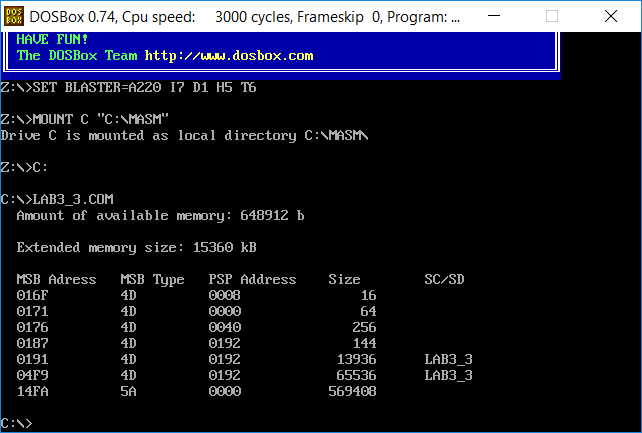 DOSBox 0.74, Cpu speed: 3000 cycles, Frameskip 0, Program: ...
DOS
BOX
HAVE FUN!
The DOSBox Team http://www.dosbox.com
Z:\>SET BLASTER=A220 I7 D1 H5 T6
Z:\>MOUNT C "C:\MASM"
Drive C is mounted as local directory C:\MASM\
Z:\>C:
C:\>LAB3_3.COM
Amount of available memory: 648912 b
Extended memory size: 15360 kB
MSB Adress MSB Type PSP Address Size SC/SD
016F 4D 0008 16
0171 4D 0000 64
0176 4D 0040 256
0187 4D 0192 144
0191 4D 0192 13936 LAB3_3
04F9 4D 0192 65536 LAB3_3
14FA 5A 0000 569408
C:\>